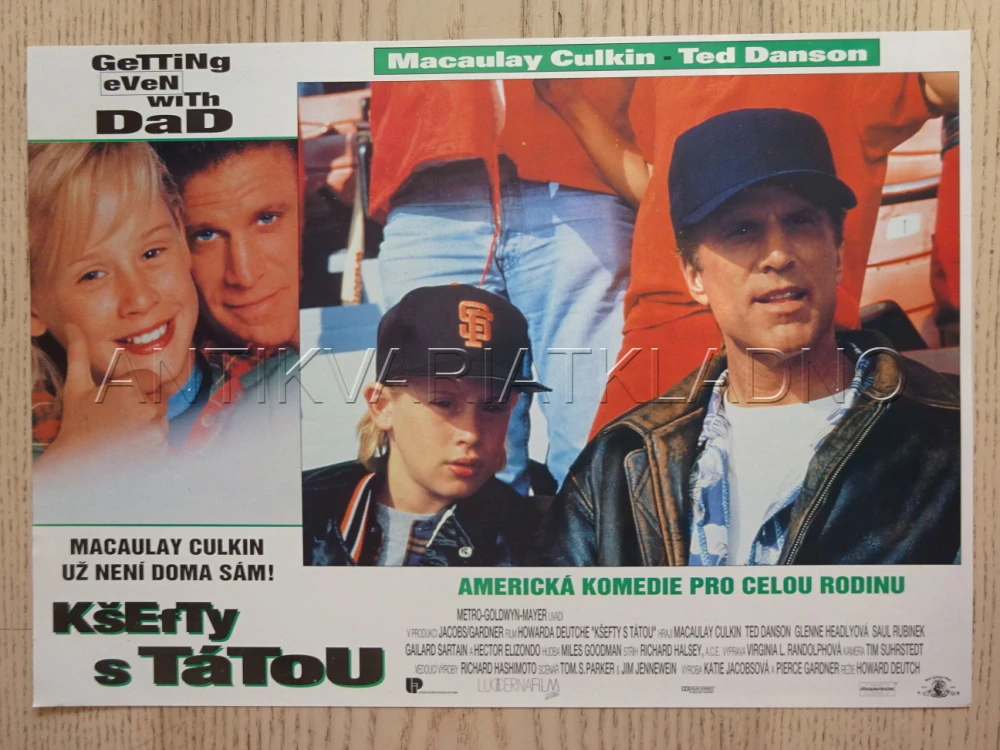 GeTTiNg
eVeN
wiTh
DaD
Macaulay Culkin - Ted Danson
SF
1
ANTIKVARIATKLADNO
MACAULAY CULKIN
UŽ NENÍ DOMA SÁM!
KšEfTy
s TáToU
AMERICKÁ KOMEDIE PRO CELOU RODINU
METRO-GOLDWYN-MAYER UVÁDÍ
V PRODUKCI JACOBS/GARDNER FILM HOWARDA DEUTCHE "KŠEFTY S TÁTOU" HRAJÍ MACAULAY CULKIN TED DANSON GLENNE HEADLYOVÁ SAUL RUBINEK
GAILARD SARTAIN A HECTOR ELIZONDO HUDBA MILES GOODMAN STŘIH RICHARD HALSEY, A.C.E. VÝPRAVA VIRGINIA L. RANDOLPHOVÁ KAMERA TIM SUHRSTEDT
VEDOUCÍ VÝROBY RICHARD HASHIMOTO SCÉNÁŘ TOM. S. PARKER & JIM JENNEWEIN VÝROBA KATIE JACOBSOVÁ A PIERCE GARDNER REŽIE HOWARD DEUTCH
LUCERNAFILM